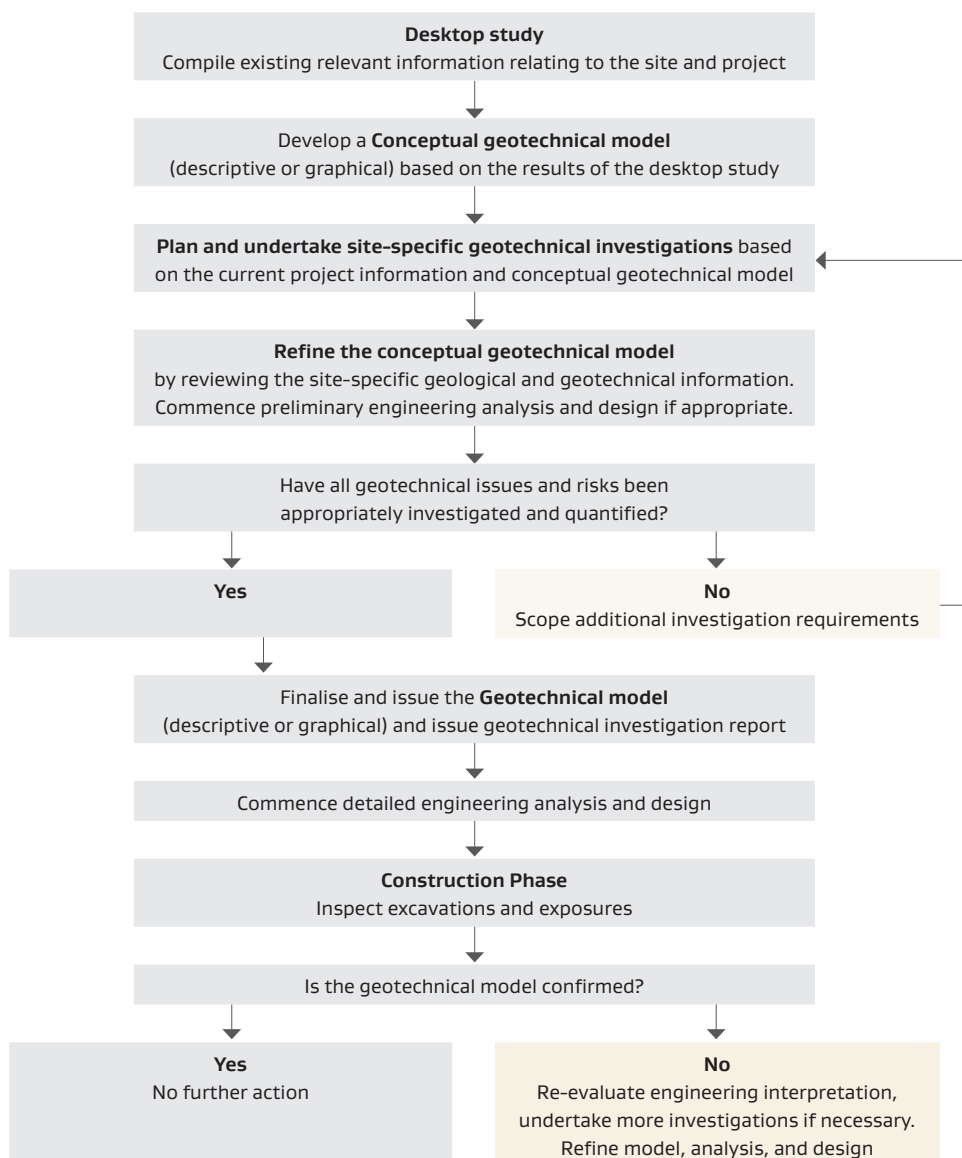 Desktop study
Compile existing relevant information relating to the site and project
Develop a Conceptual geotechnical model
(descriptive or graphical) based on the results of the desktop study
Plan and undertake site-specific geotechnical investigations based
on the current project information and conceptual geotechnical model
Refine the conceptual geotechnical model
by reviewing the site-specific geological and geotechnical information.
Commence preliminary engineering analysis and design if appropriate.
Have all geotechnical issues and risks been
appropriately investigated and quantified?
Yes
No
Scope additional investigation requirements
Finalise and issue the Geotechnical model
(descriptive or graphical) and issue geotechnical investigation report
Commence detailed engineering analysis and design
Construction Phase
Inspect excavations and exposures
Is the geotechnical model confirmed?
Yes
No further action
No
Re-evaluate engineering interpretation,
undertake more investigations if necessary.
Refine model, analysis, and design